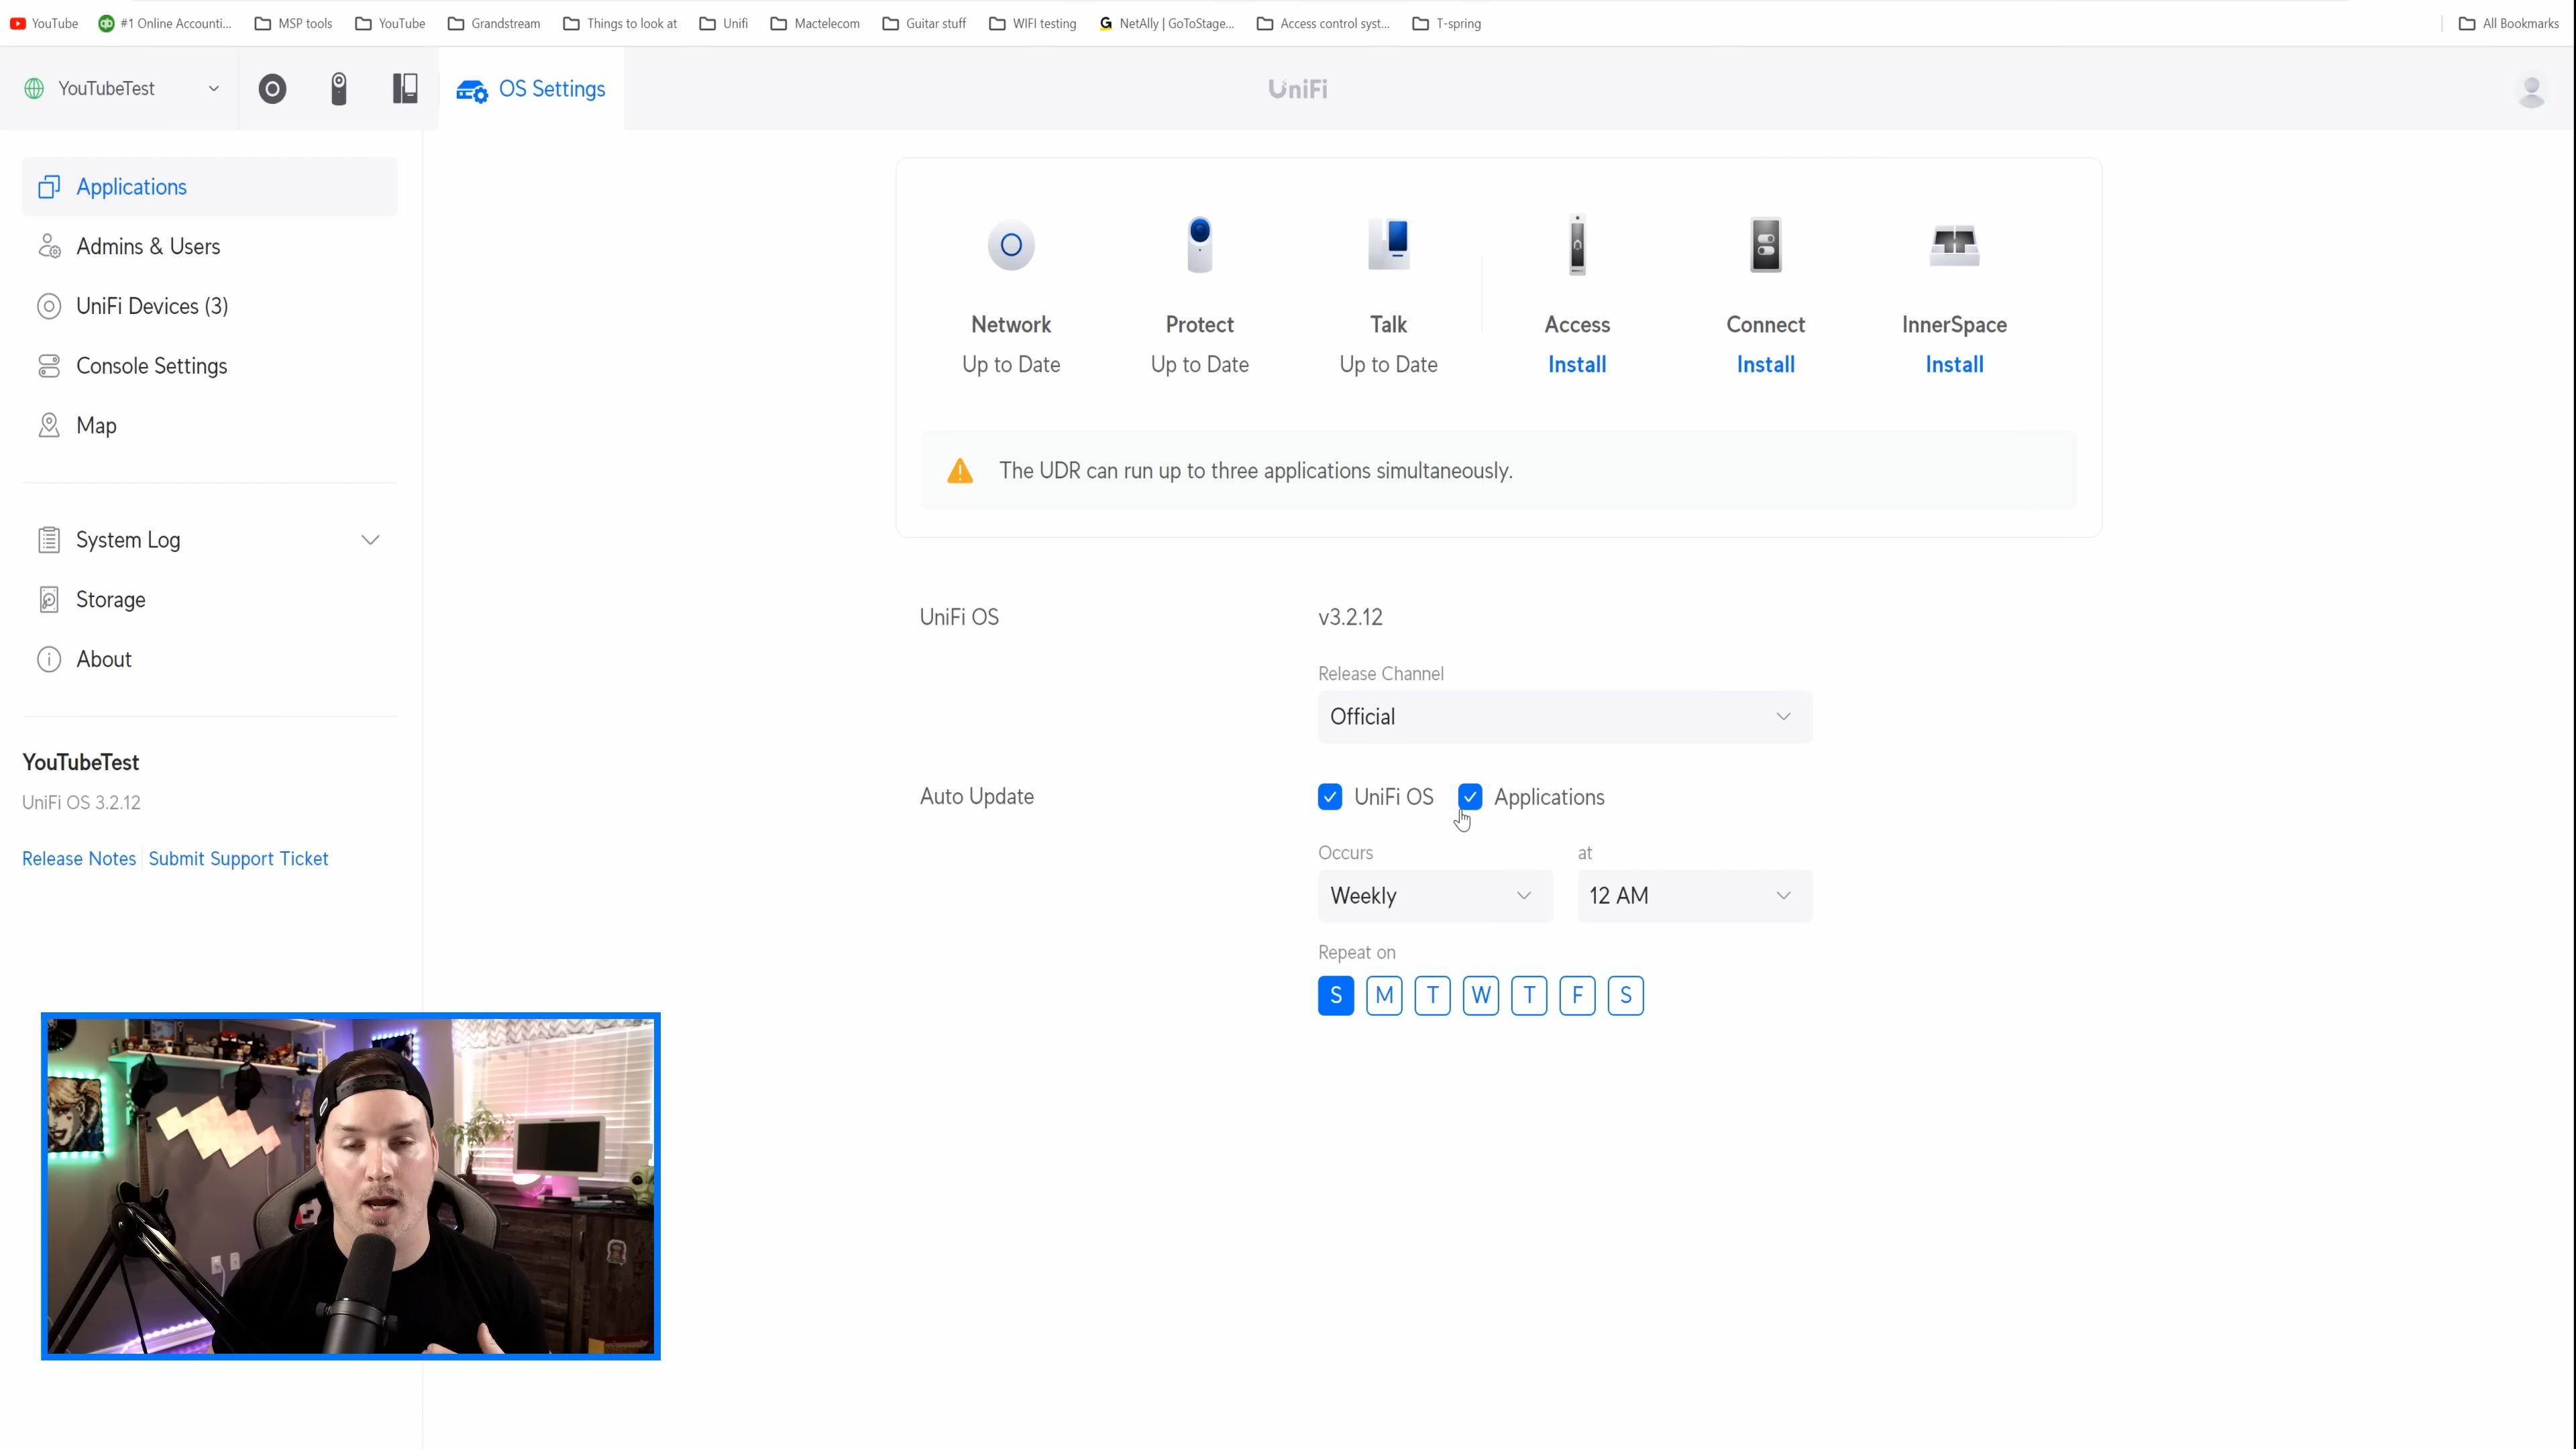 YouTube #1 Online Accounti... MSP tools YouTube Grandstream Things to look at Unifi Mactelecom Guitar stuff WIFI testing NetAlly | GoToStage... Access control syst... T-spring All Bookmarks
YouTubeTest OS Settings UniFi
Applications
Admins & Users
UniFi Devices (3)
Console Settings
Map
System Log
Storage
About
YouTubeTest
UniFi OS 3.2.12
Release Notes Submit Support Ticket
Network Protect Talk Access Connect InnerSpace
Up to Date Up to Date Up to Date Install Install Install
The UDR can run up to three applications simultaneously.
UniFi OS v3.2.12
Release Channel
Official
Auto Update UniFi OS Applications
Occurs at
Weekly 12 AM
Repeat on
S M T W T F S